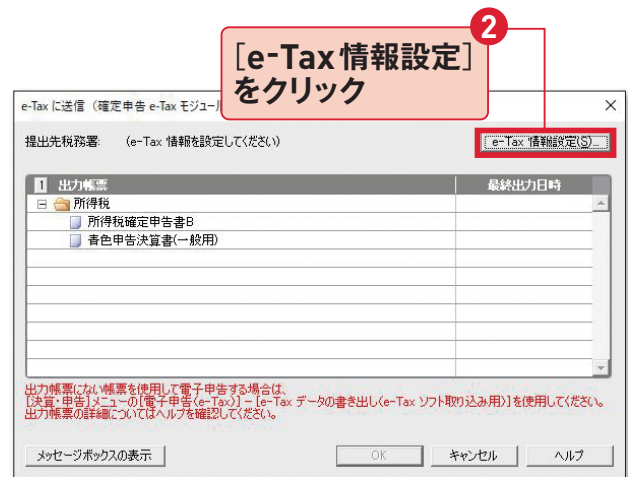 2
[e-Tax 情報設定]
をクリック
e-Tax に送信（確定申告 e-Tax モジュール
×
提出先税務署: (e-Tax 情報を設定してください)
e-Tax 情報設定(S)...
1 出力帳票 最終出力日時
所得税
所得税確定申告書B
青色申告決算書(一般用)
出力帳票にない帳票を使用して電子申告する場合は、
[決算・申告]メニューの[電子申告(e-Tax)]－[e-Tax データの書き出し(e-Tax ソフト取り込み用)]を使用してください。
出力帳票の詳細についてはヘルプを確認してください。
メッセージボックスの表示 OK キャンセル ヘルプ